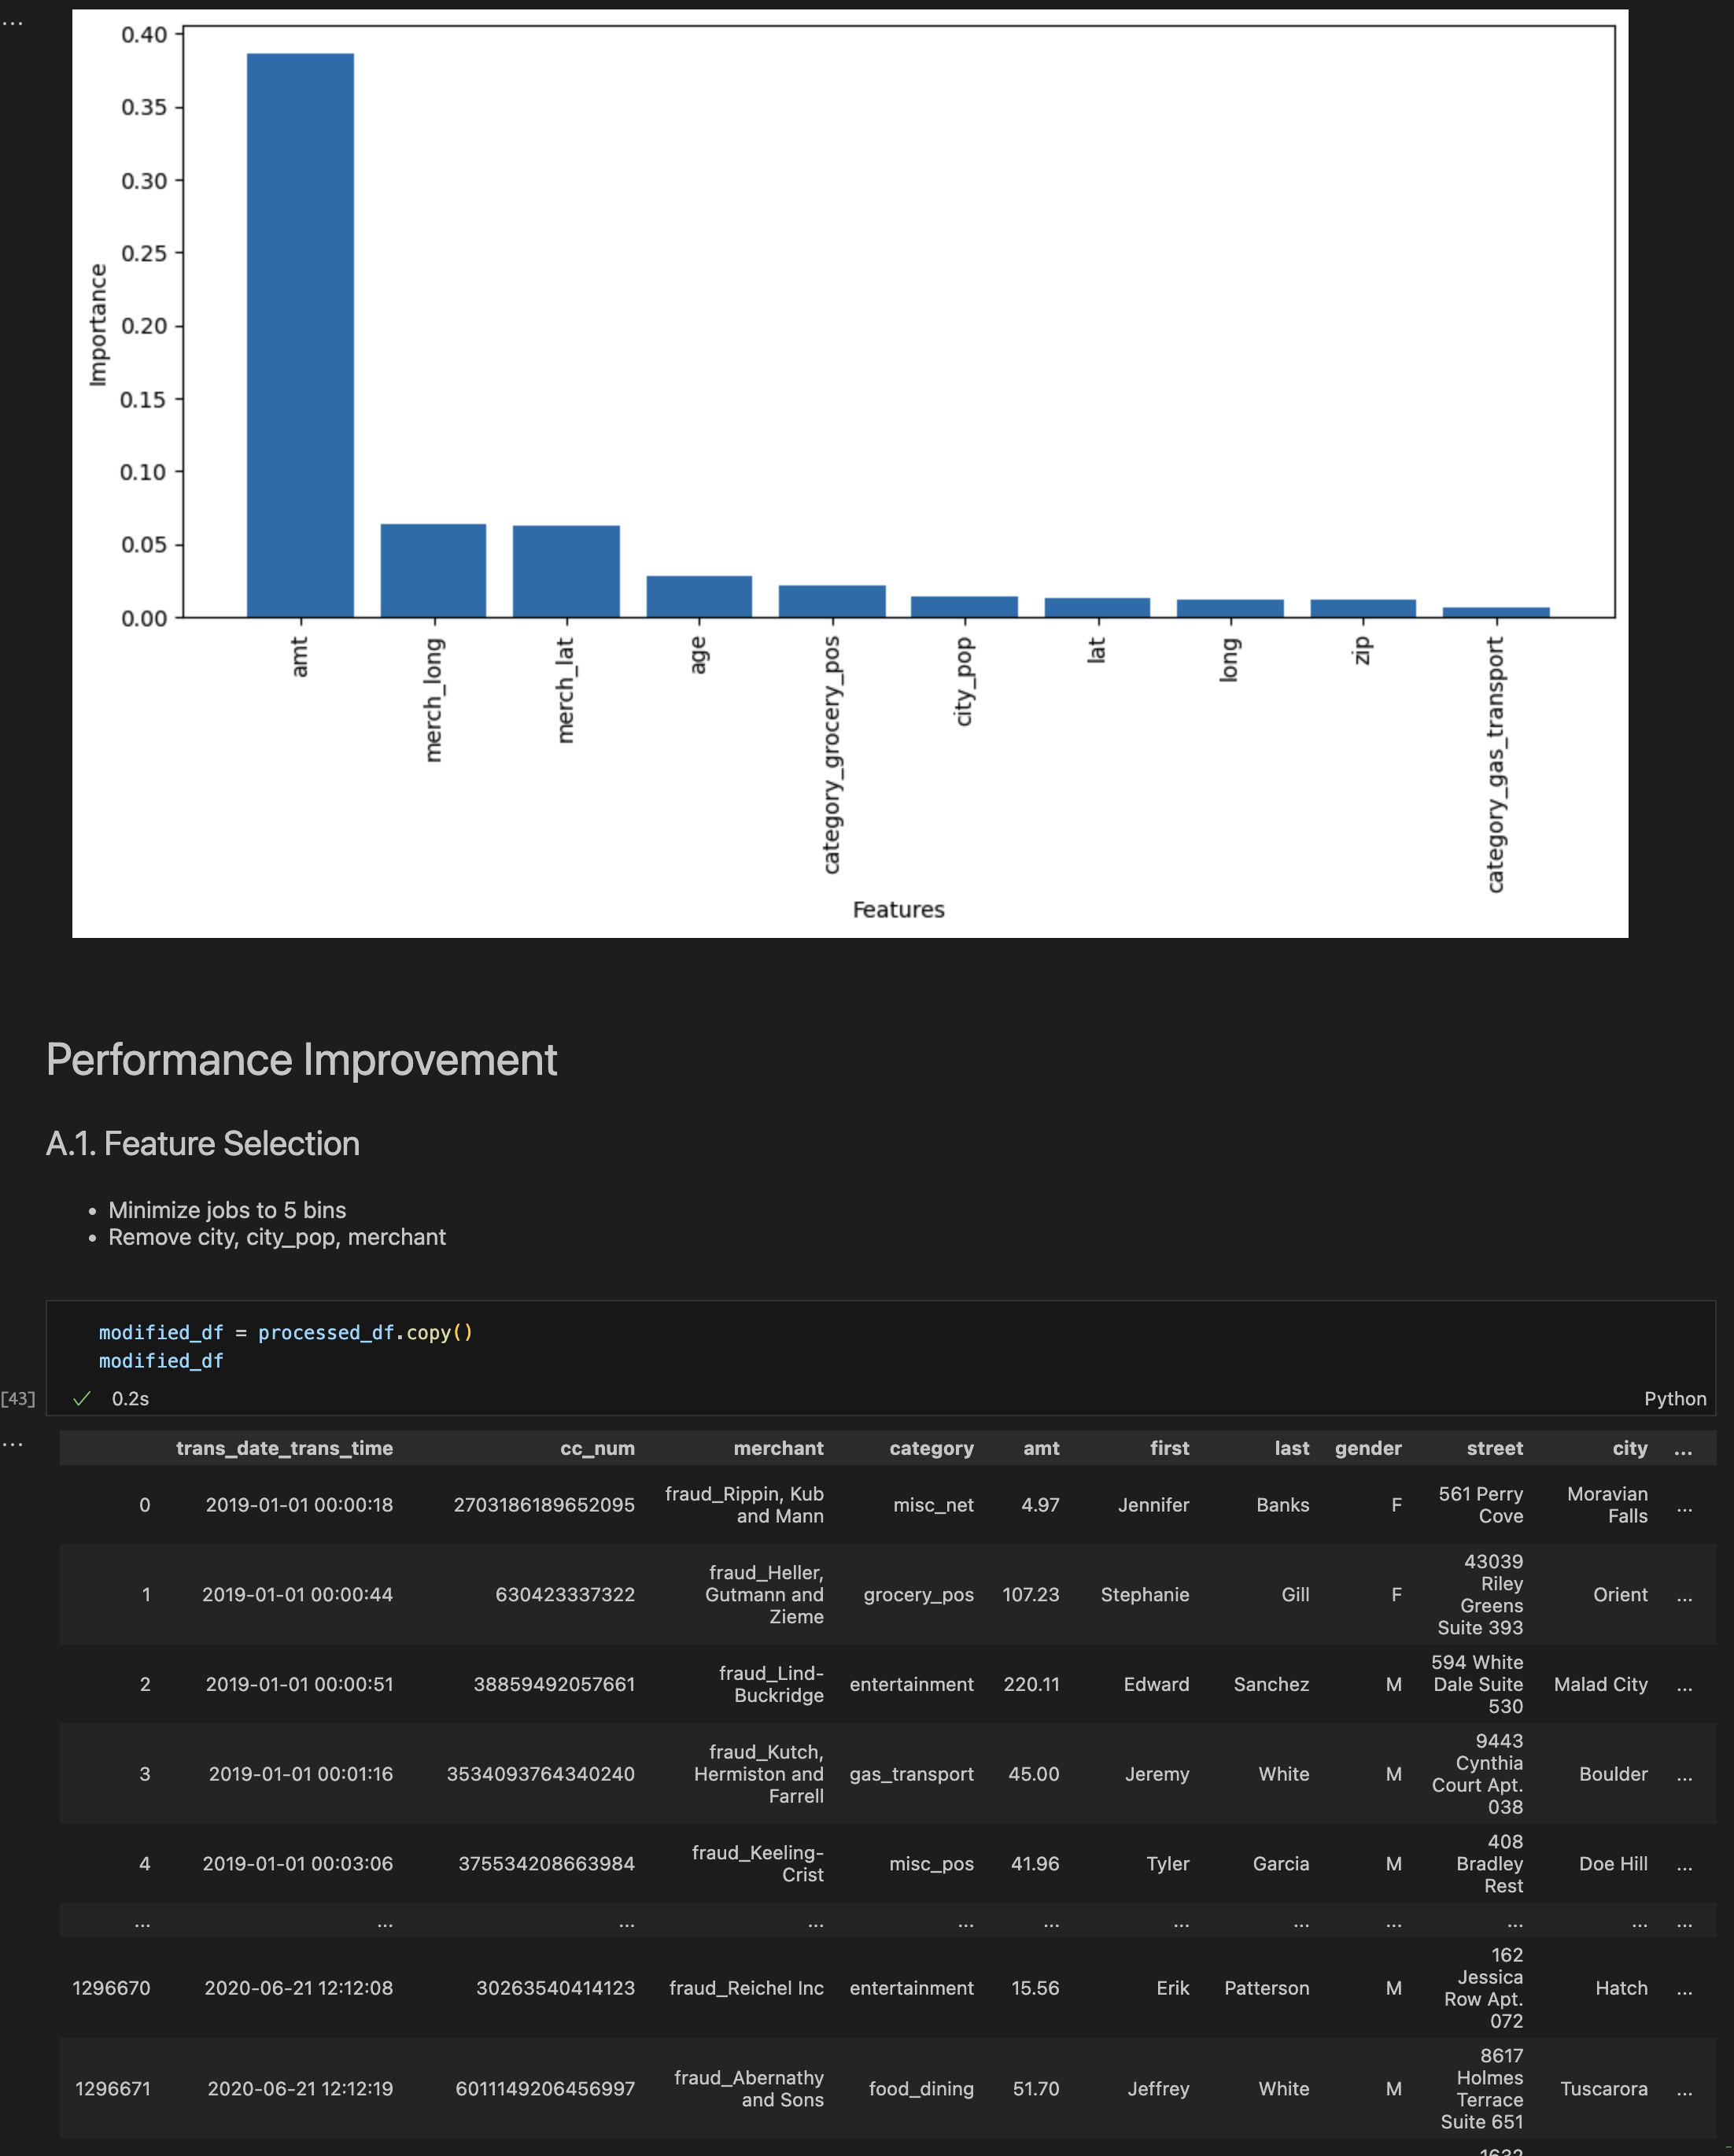 ...
0.40
0.35
0.30
0.25
0.20
0.15
0.10
0.05
0.00
Importance
amt
merch_long
merch_lat
age
category_grocery_pos
city_pop
lat
long
zip
category_gas_transport
Features
Performance Improvement
A.1. Feature Selection
• Minimize jobs to 5 bins
• Remove city, city_pop, merchant
modified_df = processed_df.copy()
modified_df
[43] ✓ 0.2s Python
...
trans_date_trans_time cc_num merchant category amt first last gender street city ...
0 2019-01-01 00:00:18 2703186189652095 fraud_Rippin, Kub and Mann misc_net 4.97 Jennifer Banks F 561 Perry Cove Moravian Falls ...
1 2019-01-01 00:00:44 630423337322 fraud_Heller, Gutmann and Zieme grocery_pos 107.23 Stephanie Gill F 43039 Riley Greens Suite 393 Orient ...
2 2019-01-01 00:00:51 38859492057661 fraud_Lind-Buckridge entertainment 220.11 Edward Sanchez M 594 White Dale Suite 530 Malad City ...
3 2019-01-01 00:01:16 3534093764340240 fraud_Kutch, Hermiston and Farrell gas_transport 45.00 Jeremy White M 9443 Cynthia Court Apt. 038 Boulder ...
4 2019-01-01 00:03:06 375534208663984 fraud_Keeling-Crist misc_pos 41.96 Tyler Garcia M 408 Bradley Rest Doe Hill ...
... ... ... ... ... ... ... ... ... ... ... ...
1296670 2020-06-21 12:12:08 30263540414123 fraud_Reichel Inc entertainment 15.56 Erik Patterson M 162 Jessica Row Apt. 072 Hatch ...
1296671 2020-06-21 12:12:19 6011149206456997 fraud_Abernathy and Sons food_dining 51.70 Jeffrey White M 8617 Holmes Terrace Suite 651 Tuscarora ...